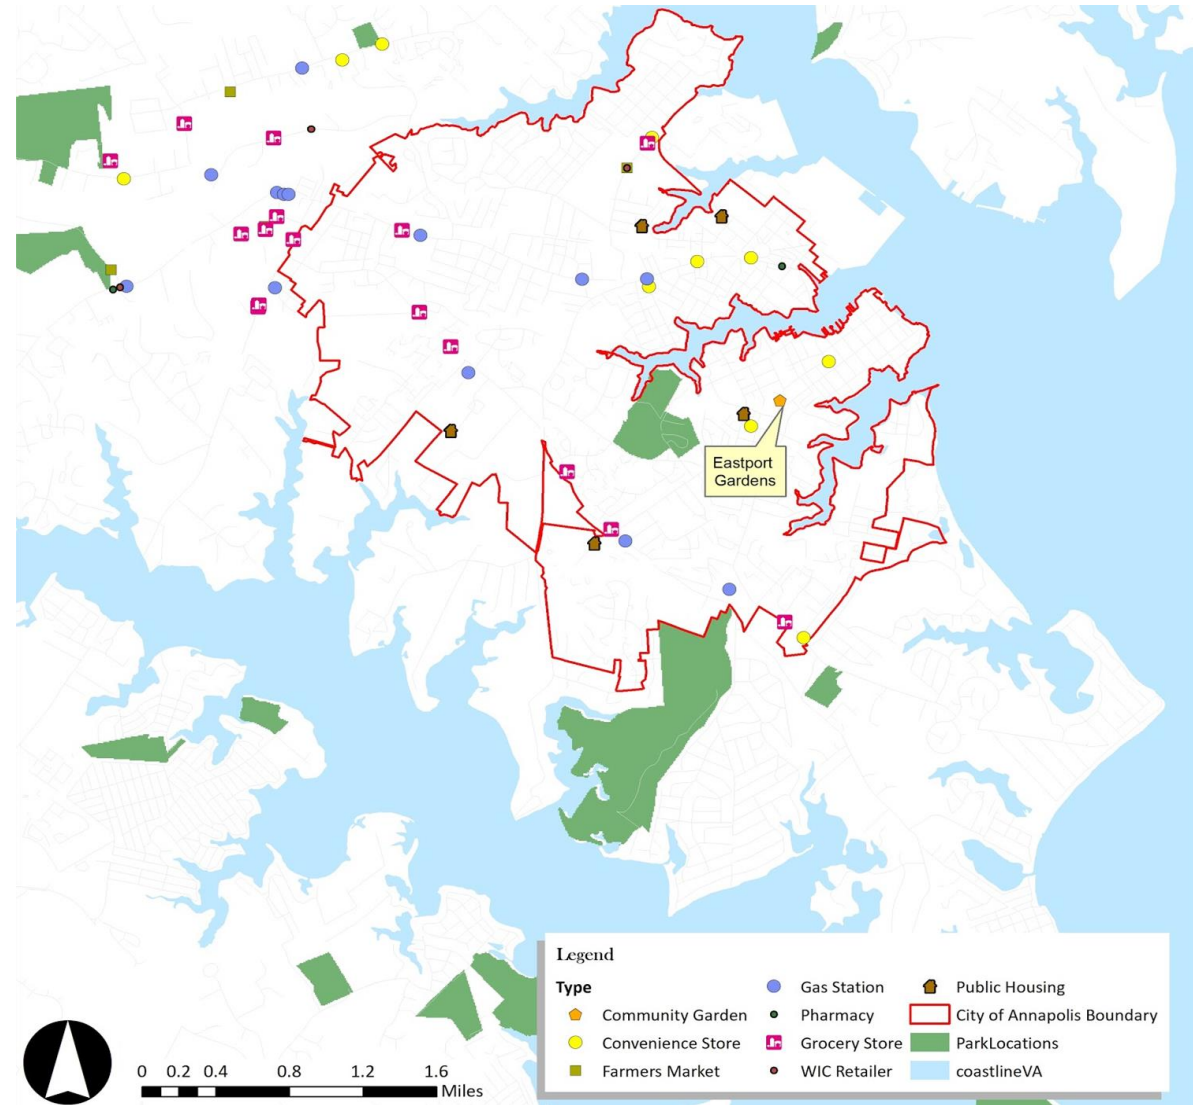 Eastport
Gardens
Legend
Type
Community Garden
Convenience Store
Farmers Market
Gas Station
Pharmacy
Grocery Store
WIC Retailer
Public Housing
City of Annapolis Boundary
ParkLocations
coastlineVA
0 0.2 0.4 0.8 1.2 1.6
Miles